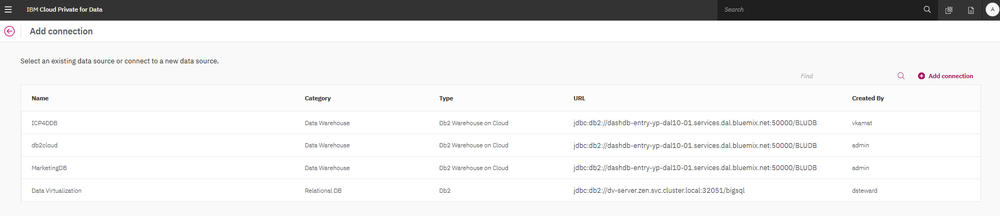 IBM Cloud Private for Data
Search
A
Add connection
Select an existing data source or connect to a new data source.
Find
Add connection
Name Category Type URL Created By
ICP4DDB Data Warehouse Db2 Warehouse on Cloud jdbc:db2://dashdb-entry-yp-dal10-01.services.dal.bluemix.net:50000/BLUDB vkamat
db2cloud Data Warehouse Db2 Warehouse on Cloud jdbc:db2://dashdb-entry-yp-dal10-01.services.dal.bluemix.net:50000/BLUDB admin
MarketingDB Data Warehouse Db2 Warehouse on Cloud jdbc:db2://dashdb-entry-yp-dal10-01.services.dal.bluemix.net:50000/BLUDB admin
Data Virtualization Relational DB Db2 jdbc:db2://dv-server.zen.svc.cluster.local:32051/bigsql dsteward